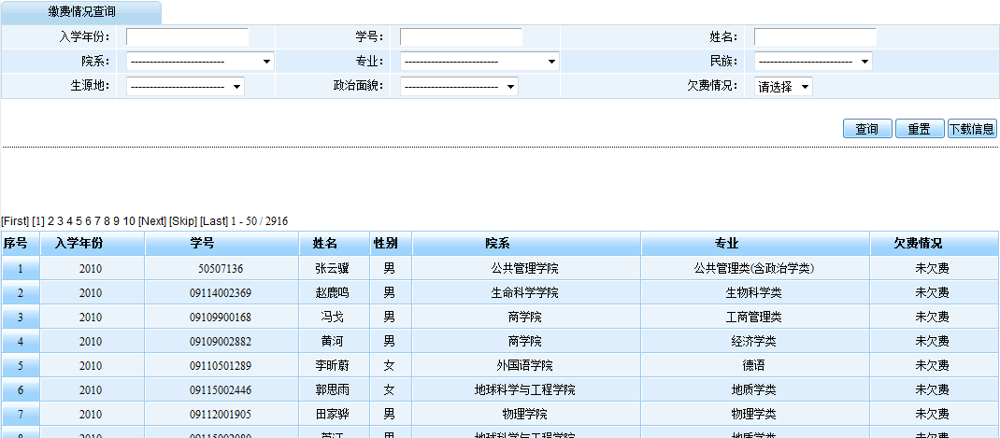 缴费情况查询
入学年份： 学号： 姓名：
院系： ------------------------- 专业： ------------------------- 民族： -------------------------
生源地： ------------------------- 政治面貌： ------------------------- 欠费情况： 请选择
查询 重置 下载信息
[First] [1] 2 3 4 5 6 7 8 9 10 [Next] [Skip] [Last] 1 - 50 / 2916
序号 入学年份 学号 姓名 性别 院系 专业 欠费情况
1 2010 50507136 张云骥 男 公共管理学院 公共管理类(含政治学类) 未欠费
2 2010 09114002369 赵鹿鸣 男 生命科学学院 生物科学类 未欠费
3 2010 09109900168 冯戈 男 商学院 工商管理类 未欠费
4 2010 09109002882 黄河 男 商学院 经济学类 未欠费
5 2010 09110501289 李昕蔚 女 外国语学院 德语 未欠费
6 2010 09115002446 郭思雨 女 地球科学与工程学院 地质学类 未欠费
7 2010 09112001905 田家骅 男 物理学院 物理学类 未欠费
8 2010 09115002080 男 地球科学与工程学院 地质学类 未欠费